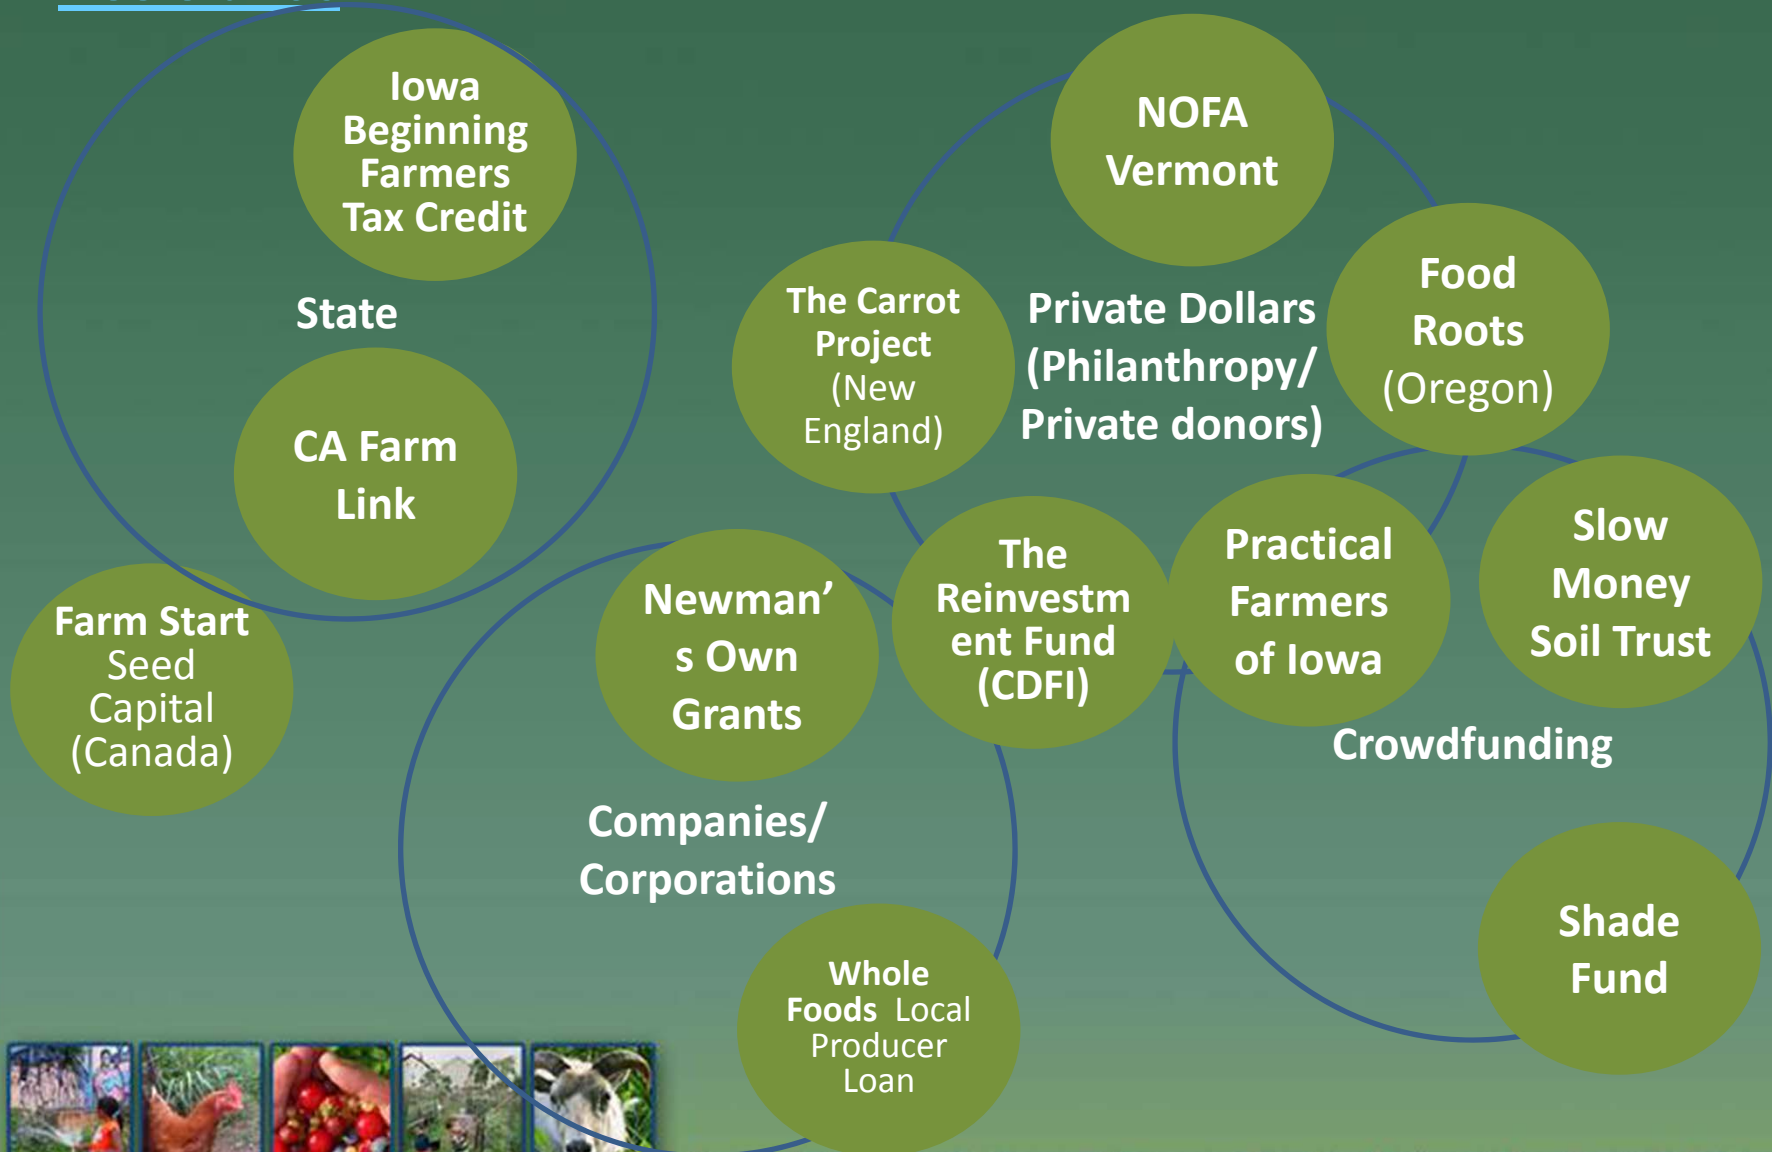 Iowa
Beginning
Farmers
Tax Credit
State
CA Farm
Link
Farm Start
Seed
Capital
(Canada)
NOFA
Vermont
The Carrot
Project
(New
England)
Private Dollars
(Philanthropy/
Private donors)
Food
Roots
(Oregon)
Newman’
s Own
Grants
The
Reinvestm
ent Fund
(CDFI)
Practical
Farmers
of Iowa
Slow
Money
Soil Trust
Crowdfunding
Companies/
Corporations
Whole
Foods Local
Producer
Loan
Shade
Fund